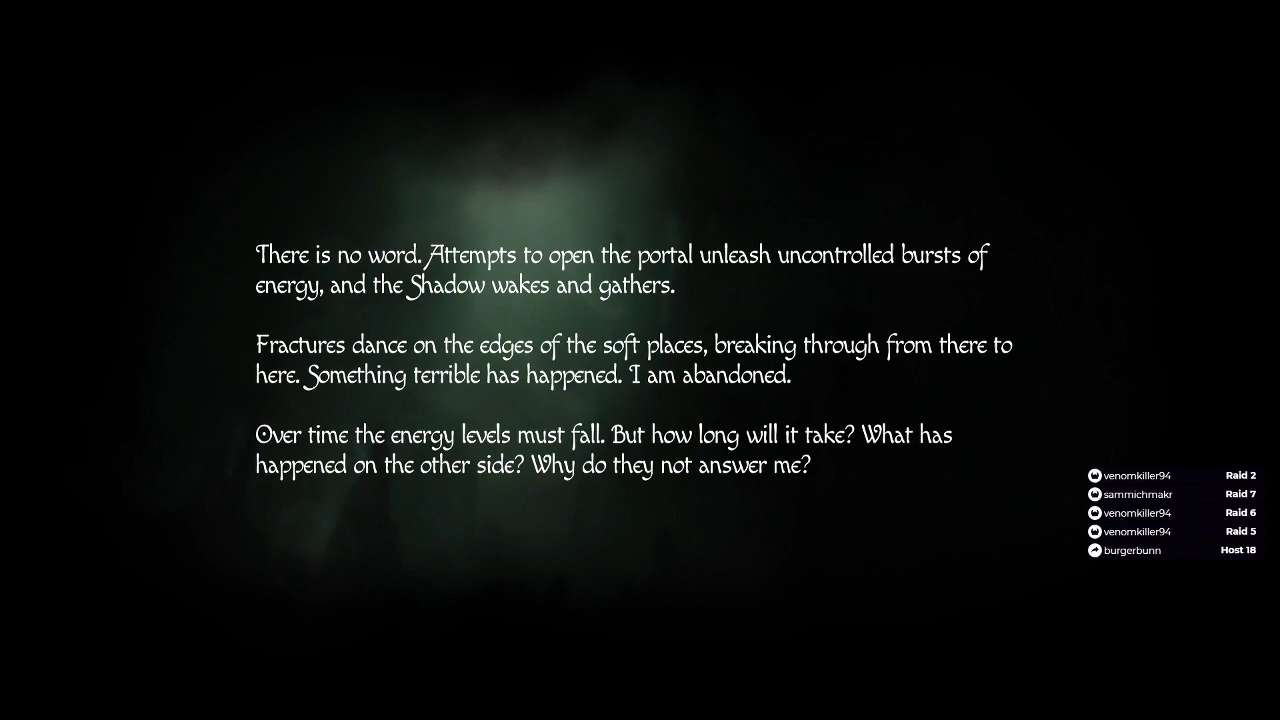 There is no word. Attempts to open the portal unleash uncontrolled bursts of
energy, and the Shadow wakes and gathers.
Fractures dance on the edges of the soft places, breaking through from there to
here. Something terrible has happened. I am abandoned.
Over time the energy levels must fall. But how long will it take? What has
happened on the other side? Why do they not answer me?
venomkiller94 Raid 2
sammichmakr Raid 7
venomkiller94 Raid 6
venomkiller94 Raid 5
burgerbunn Host 18